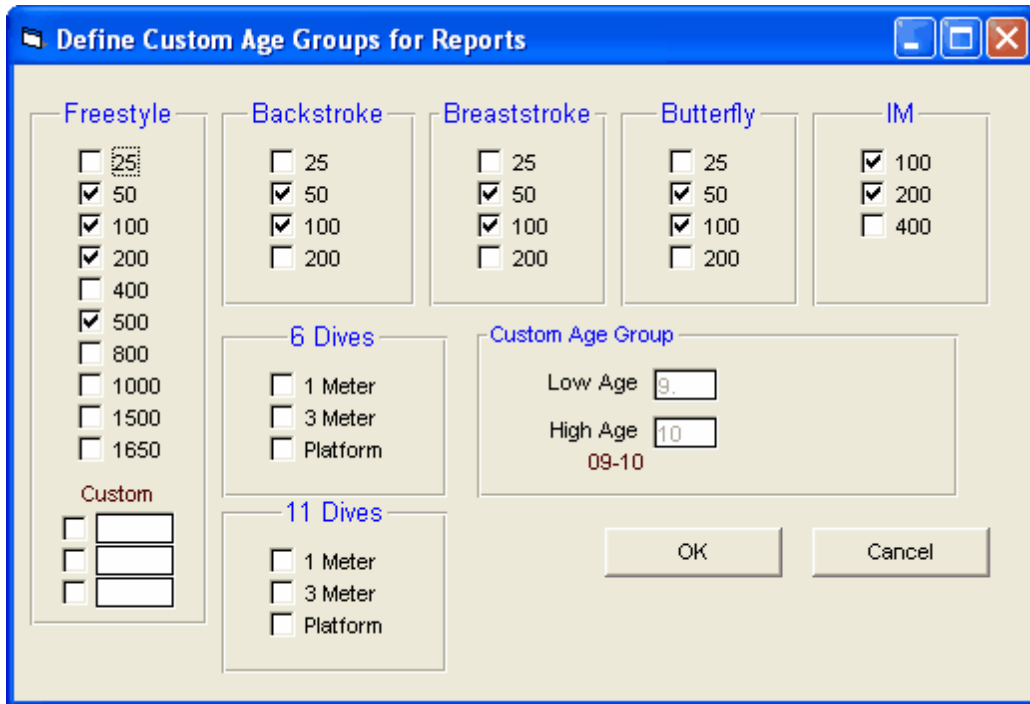 Define Custom Age Groups for Reports
Freestyle
25
50
100
200
400
500
800
1000
1500
1650
Custom
Backstroke
25
50
100
200
Breaststroke
25
50
100
200
Butterfly
25
50
100
200
IM
100
200
400
6 Dives
1 Meter
3 Meter
Platform
11 Dives
1 Meter
3 Meter
Platform
Custom Age Group
Low Age 9.
High Age 10
09-10
OK
Cancel